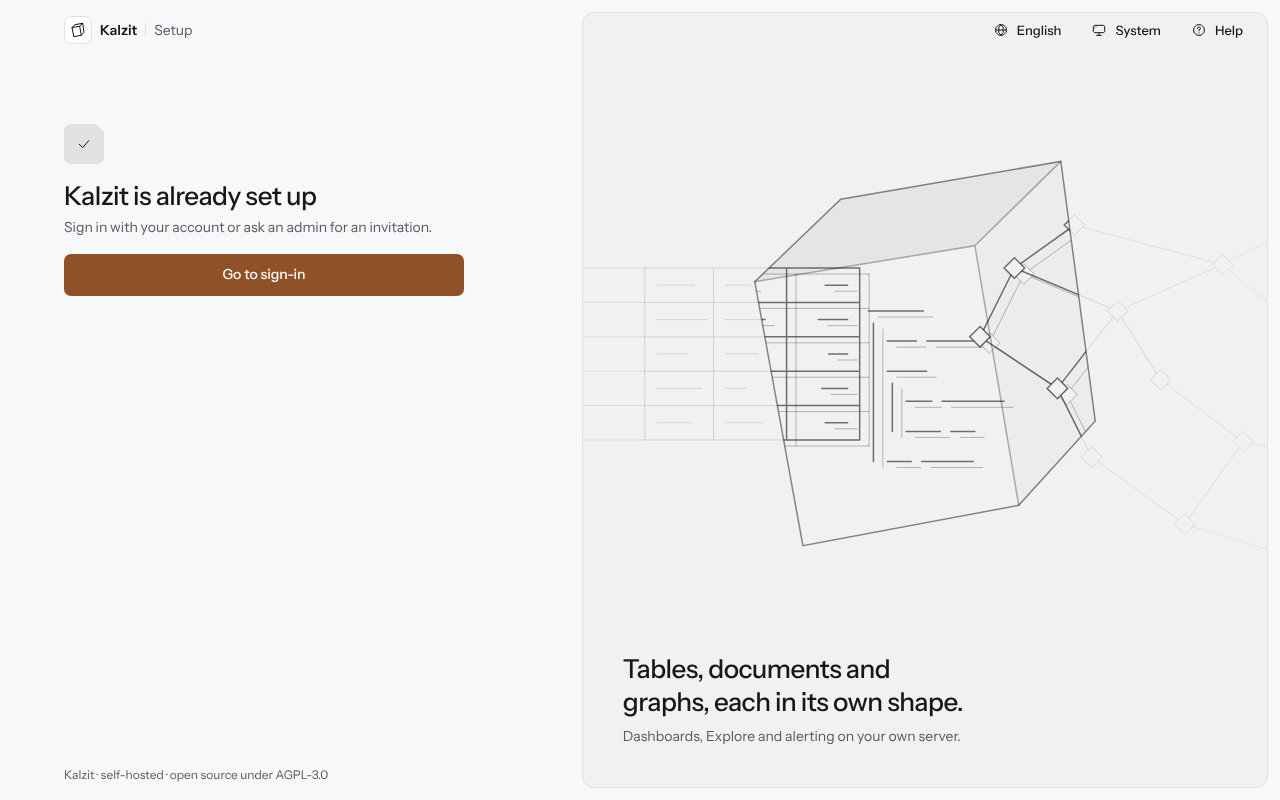 Kalzit
Setup
English
System
Help
Kalzit is already set up
Sign in with your account or ask an admin for an invitation.
Go to sign-in
Tables, documents and
graphs, each in its own shape.
Dashboards, Explore and alerting on your own server.
Kalzit · self-hosted · open source under AGPL-3.0